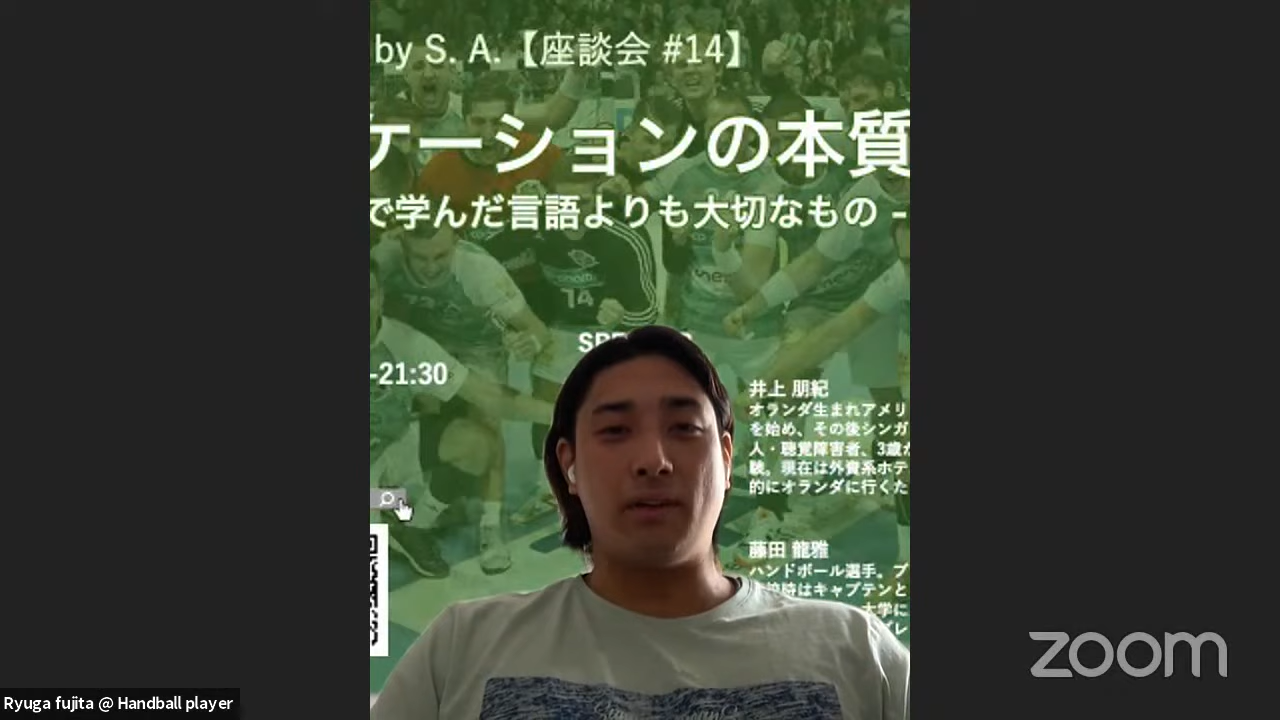 by S. A.【座談会 #14】
ケーションの本質
で学んだ言語よりも大切なもの -
14
-21:30
井上 朋紀
オランダ生まれアメリ
を始め、その後シンガ
人・聴覚障害者、3歳
験。現在は外資系ホテ
的にオランダに行くた
藤田 龍雅
ハンドボール選手。プ
時はキャプテンと
大学に
zoom
Ryuga fujita @ Handball player